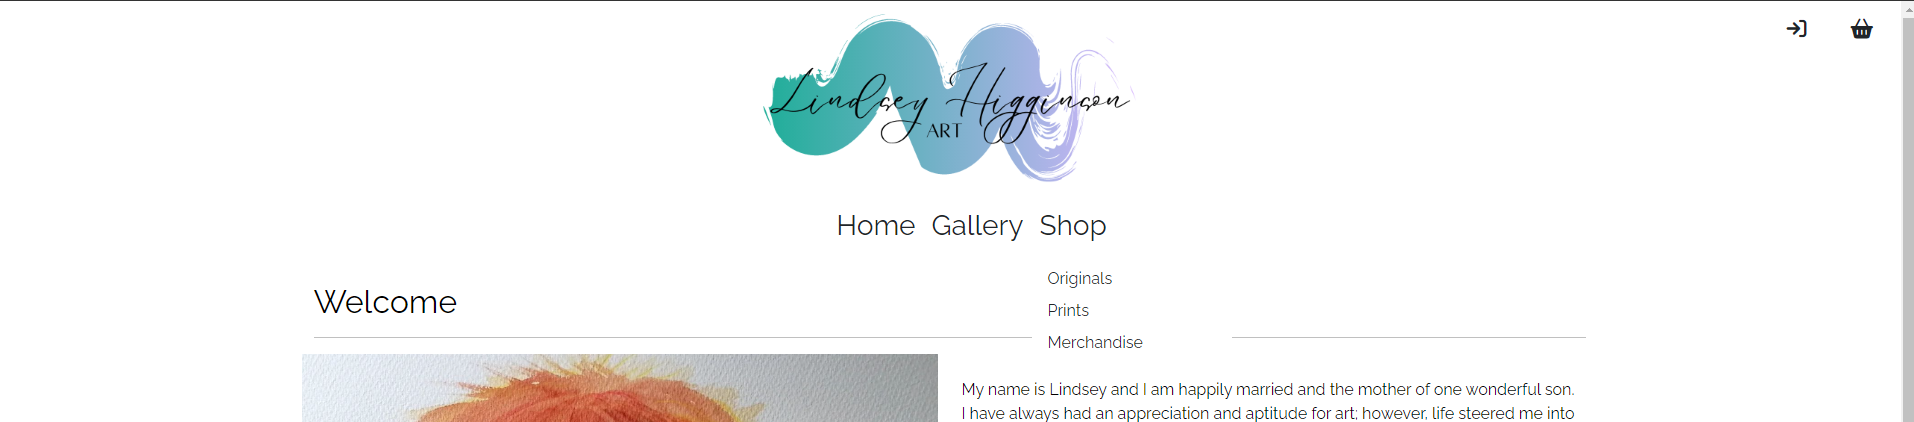 Lindsey Higginson
ART
Home Gallery Shop
Originals
Welcome
Prints
Merchandise
My name is Lindsey and I am happily married and the mother of one wonderful son.
I have always had an appreciation and aptitude for art; however, life steered me into